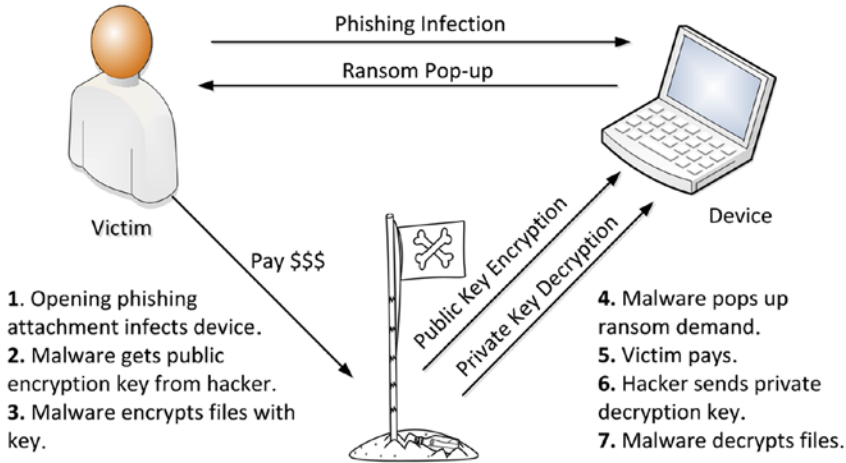 Phishing Infection
Ransom Pop-up
Victim
Device
Pay $$$
Public Key Encryption
Private Key Decryption
1. Opening phishing
attachment infects device.
2. Malware gets public
encryption key from hacker.
3. Malware encrypts files with
key.
4. Malware pops up
ransom demand.
5. Victim pays.
6. Hacker sends private
decryption key.
7. Malware decrypts files.